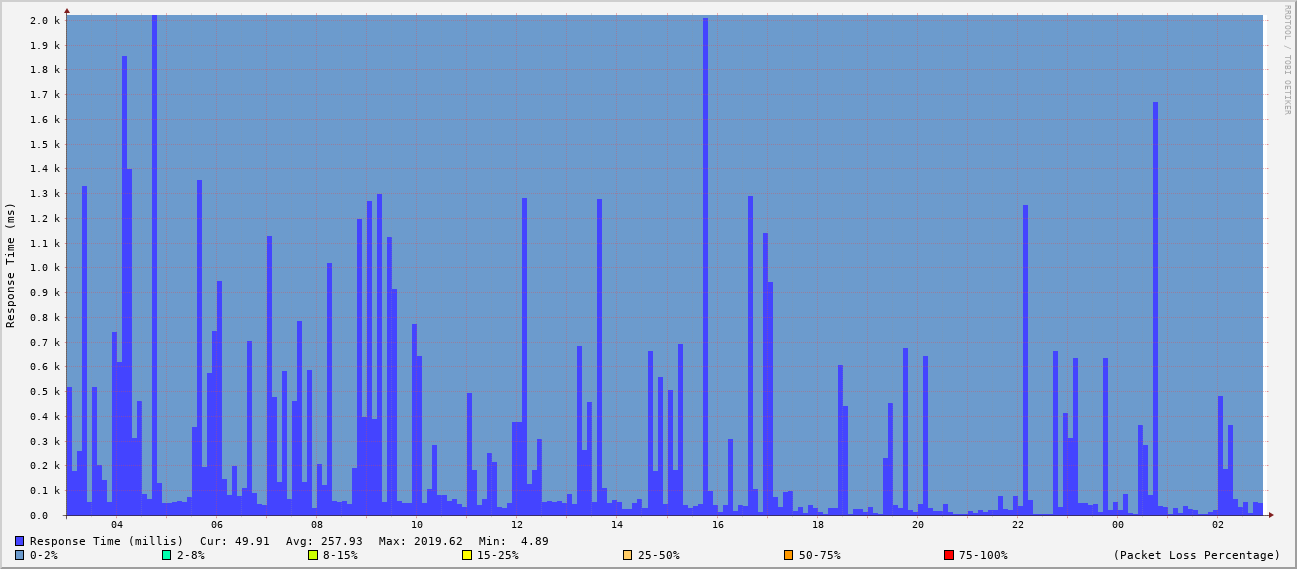 RRDTOOL / TOBI OETIKER
Response Time (ms)
2.0 k
1.9 k
1.8 k
1.7 k
1.6 k
1.5 k
1.4 k
1.3 k
1.2 k
1.1 k
1.0 k
0.9 k
0.8 k
0.7 k
0.6 k
0.5 k
0.4 k
0.3 k
0.2 k
0.1 k
0.0
04 06 08 10 12 14 16 18 20 22 00 02
Response Time (millis) Cur: 49.91 Avg: 257.93 Max: 2019.62 Min: 4.89
0-2% 2-8% 8-15% 15-25% 25-50% 50-75% 75-100% (Packet Loss Percentage)